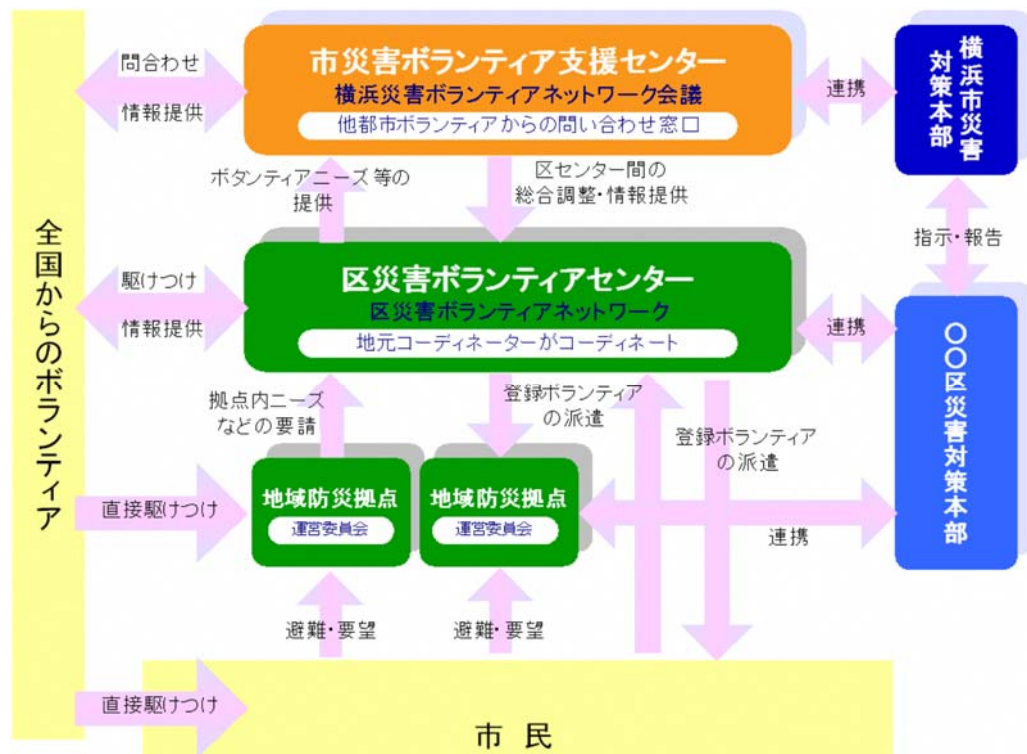 市災害ボランティア支援センター
横浜災害ボランティアネットワーク会議
他都市ボランティアからの問い合わせ窓口
問合わせ
情報提供
連携
横浜市災害
対策本部
ボタンティアニーズ等の
提供
区センター間の
総合調整・情報提供
指示・報告
全国からのボランティア
区災害ボランティアセンター
区災害ボランティアネットワーク
地元コーディネーターがコーディネート
駆けつけ
情報提供
連携
〇〇区災害対策本部
拠点内ニーズ
などの要請
登録ボランティア
の派遣
登録ボランティア
の派遣
地域防災拠点
運営委員会
地域防災拠点
運営委員会
直接駆けつけ
連携
避難・要望
避難・要望
直接駆けつけ
市民